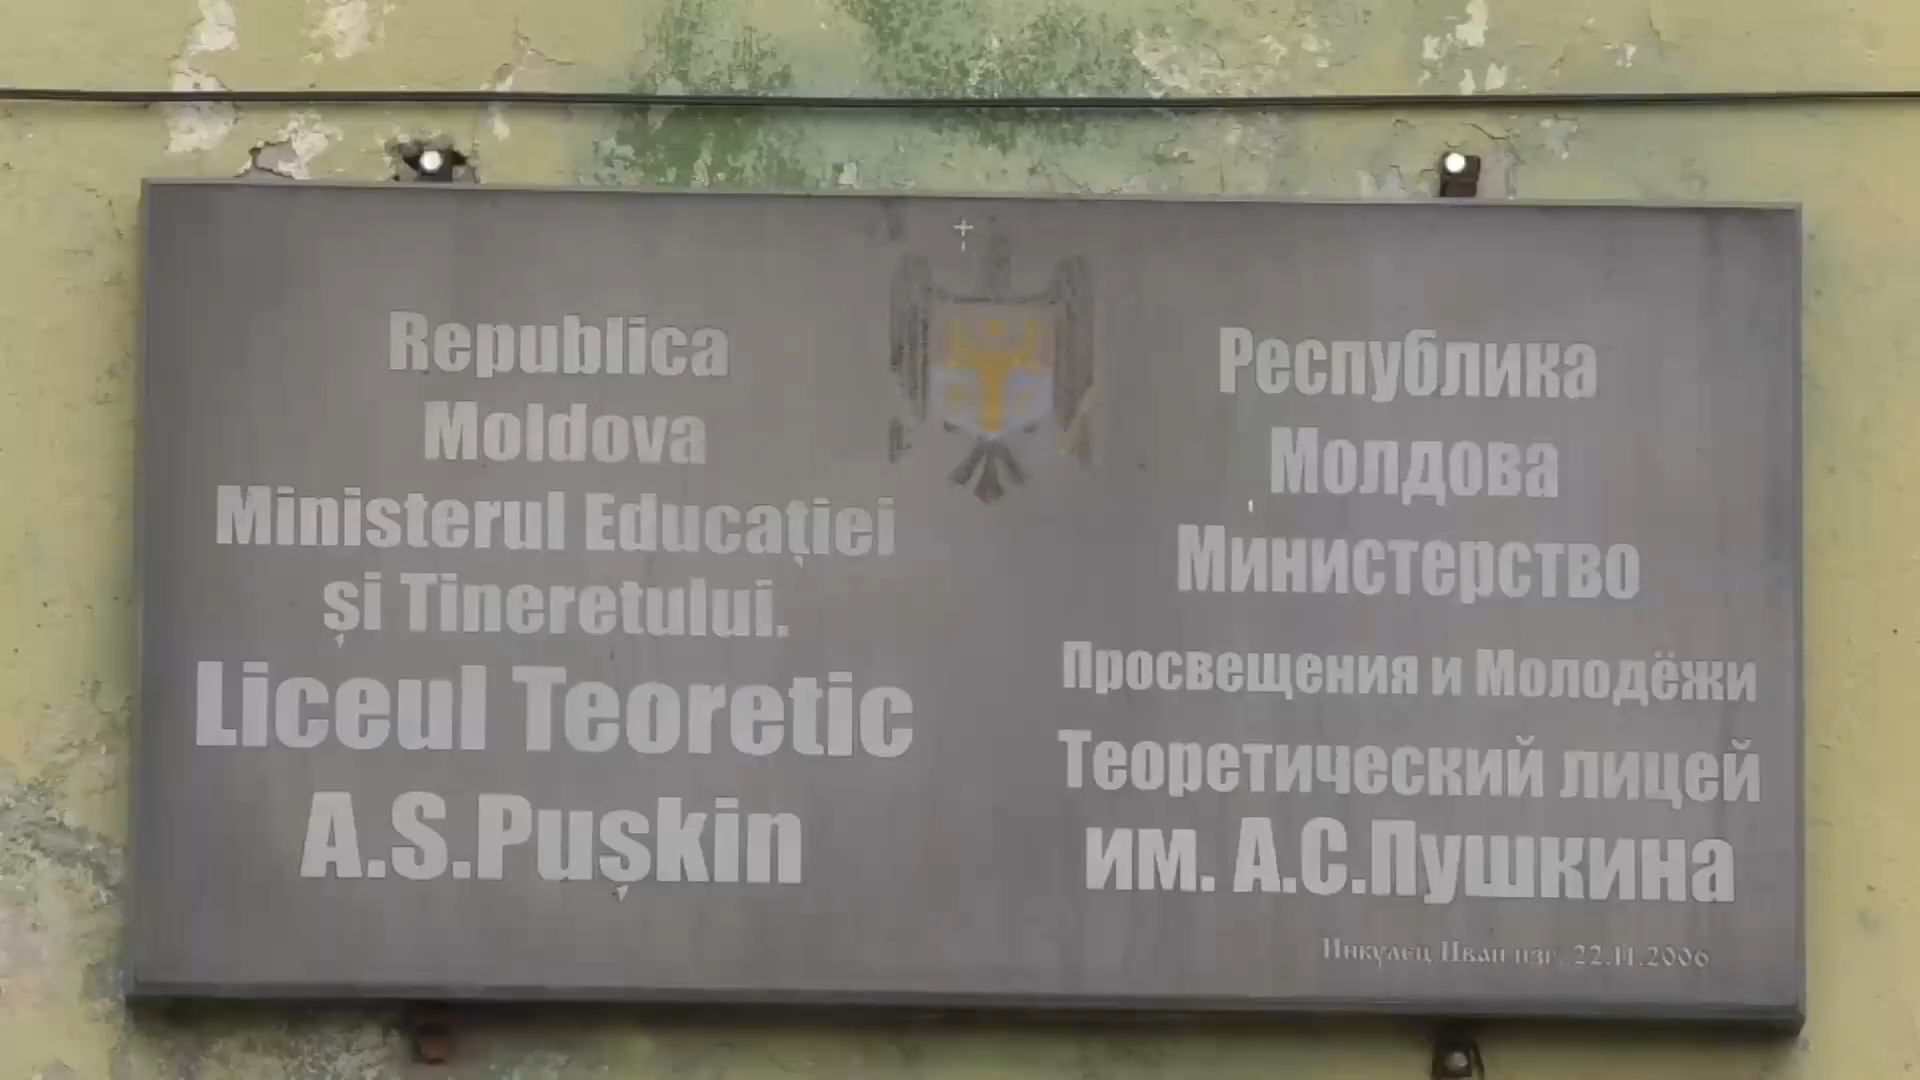 Republica
Moldova
Ministerul Educației
și Tineretului.
Liceul Teoretic
A.S.Pușkin
Республика
Молдова
Министерство
Просвещения и Молодёжи
Теоретический лицей
им. А.С.Пушкина
Инкулец Иван изг. 22.11.2006